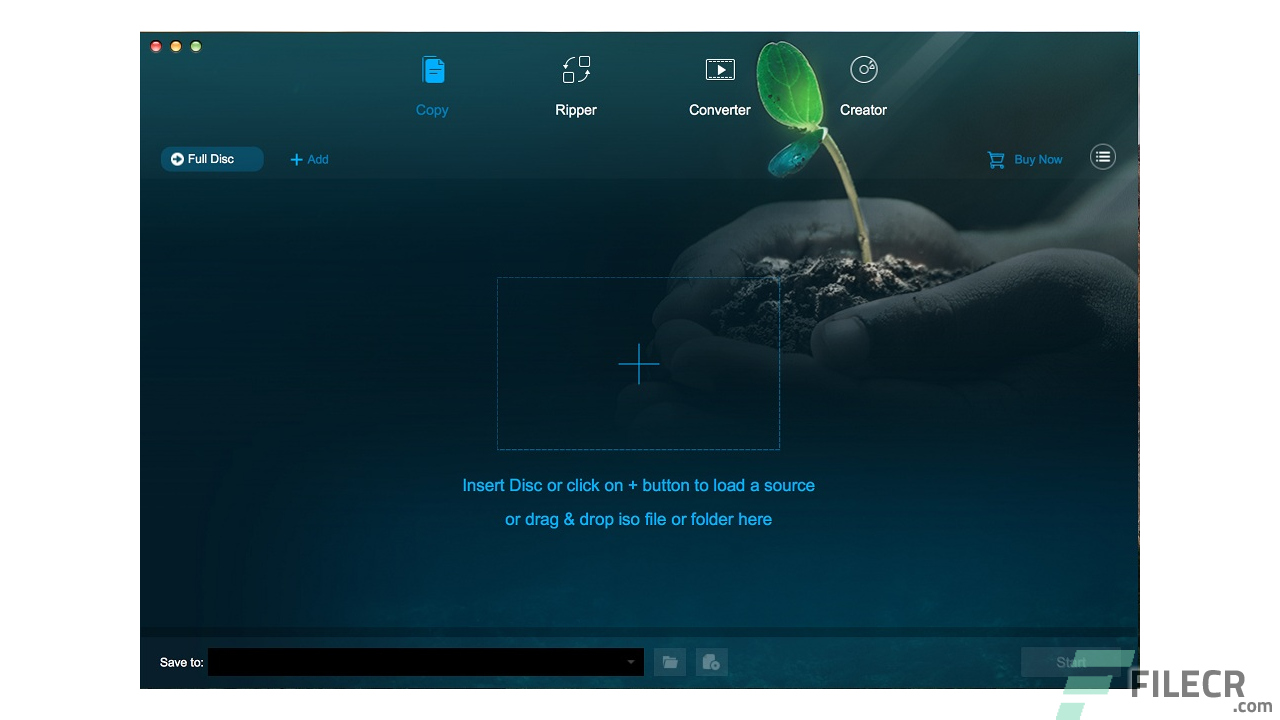 Copy
Ripper
Converter
Creator
Full Disc
Add
Buy Now
Insert Disc or click on + button to load a source
or drag & drop iso file or folder here
Save to:
Start
FILECR
.com